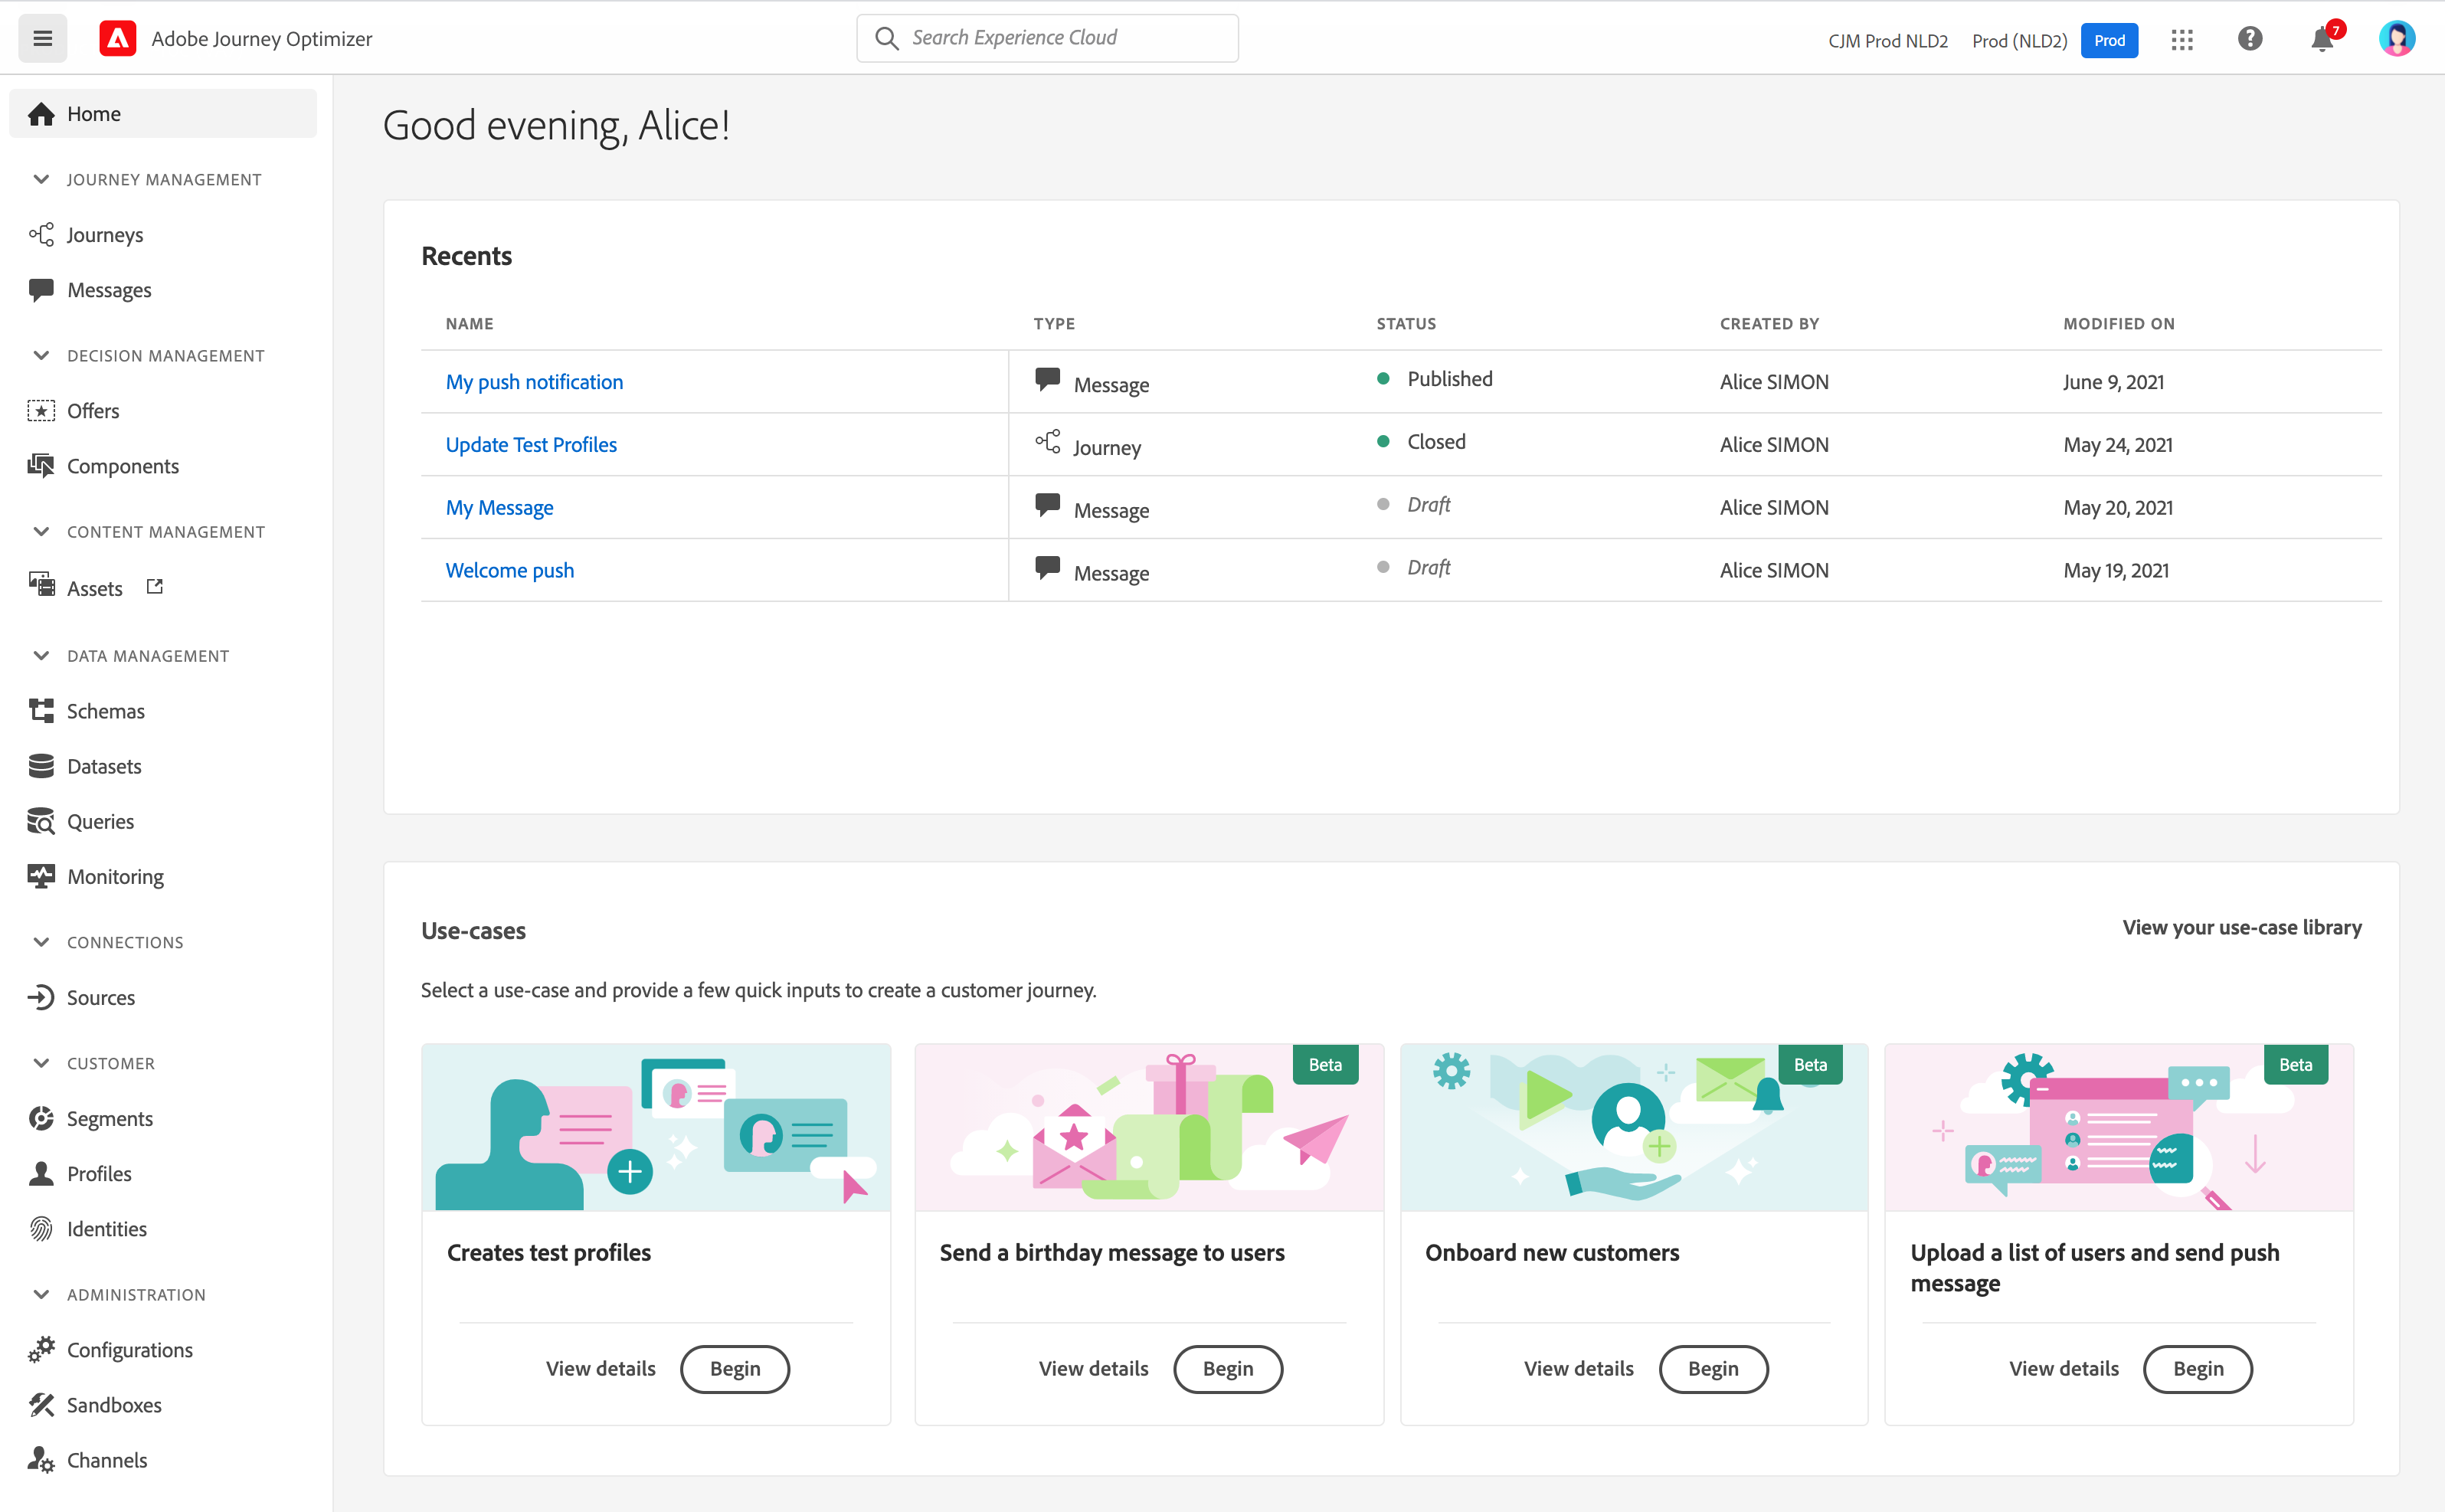 Adobe Journey Optimizer
Search Experience Cloud
CJM Prod NLD2
Prod (NLD2)
Prod
7
Home
JOURNEY MANAGEMENT
Journeys
Messages
DECISION MANAGEMENT
Offers
Components
CONTENT MANAGEMENT
Assets
DATA MANAGEMENT
Schemas
Datasets
Queries
Monitoring
CONNECTIONS
Sources
CUSTOMER
Segments
Profiles
Identities
ADMINISTRATION
Configurations
Sandboxes
Channels
Good evening, Alice!
Recents
NAME TYPE STATUS CREATED BY MODIFIED ON
My push notification Message Published Alice SIMON June 9, 2021
Update Test Profiles Journey Closed Alice SIMON May 24, 2021
My Message Message Draft Alice SIMON May 20, 2021
Welcome push Message Draft Alice SIMON May 19, 2021
Use-cases
View your use-case library
Select a use-case and provide a few quick inputs to create a customer journey.
Creates test profiles
View details Begin
Beta
Send a birthday message to users
View details Begin
Beta
Onboard new customers
View details Begin
Beta
Upload a list of users and send push
message
View details Begin